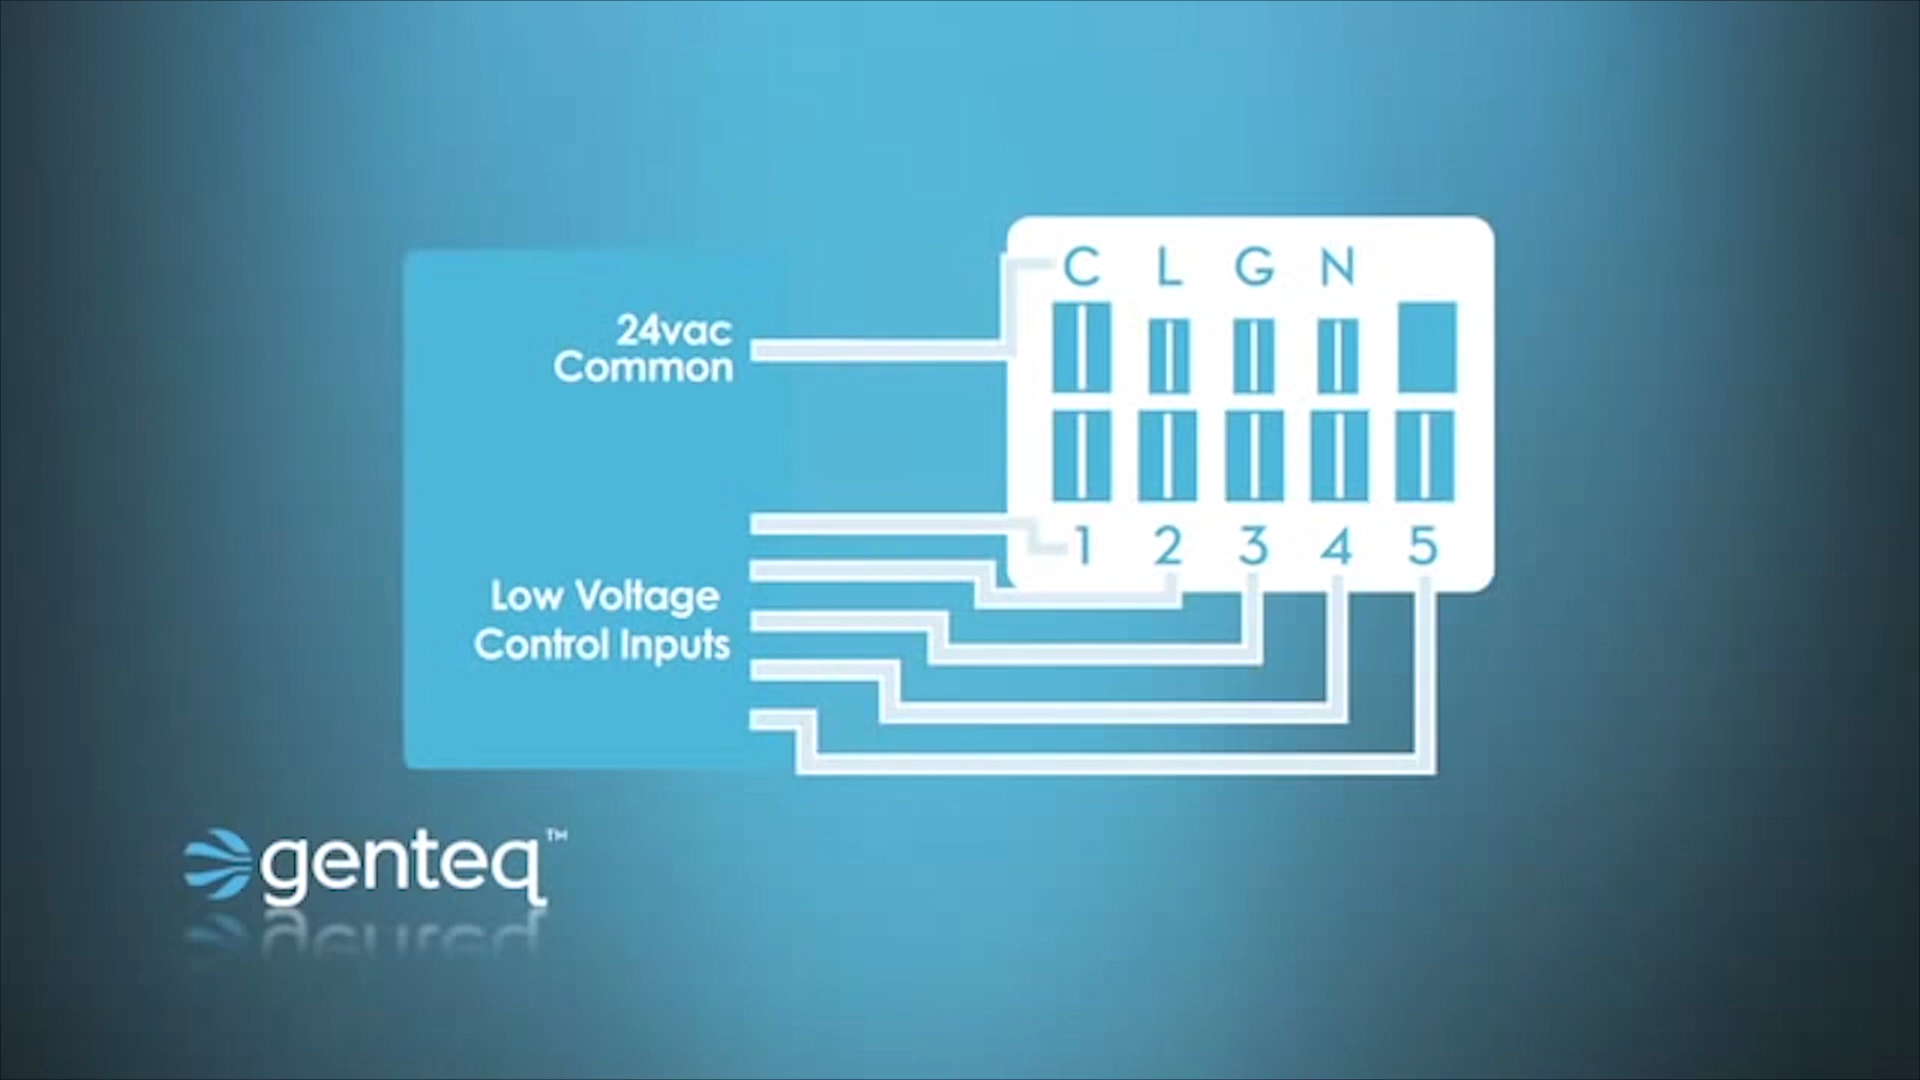 C L G N
24vac
Common
1 2 3 4 5
Low Voltage
Control Inputs
genteq™